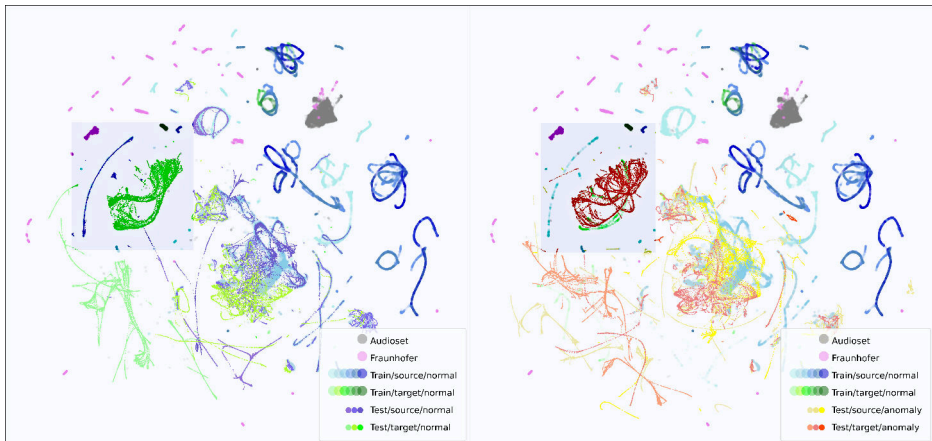 Audioset
Fraunhofer
Train/source/normal
Train/target/normal
Test/source/normal
Test/target/normal
Audioset
Fraunhofer
Train/source/normal
Train/target/normal
Test/source/anomaly
Test/target/anomaly